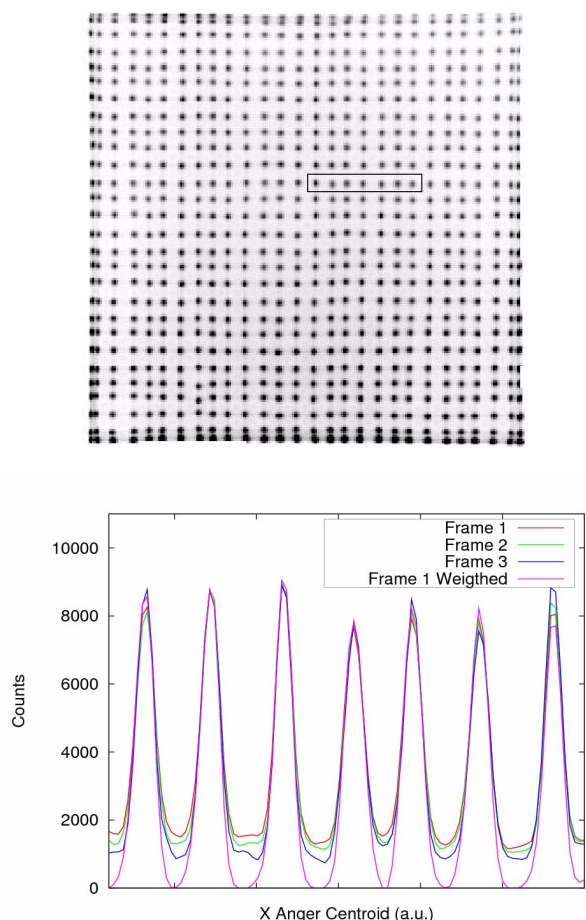 10000
8000
6000
4000
2000
0
Counts
Frame 1
Frame 2
Frame 3
Frame 1 Weigthed
X Anger Centroid (a.u.)